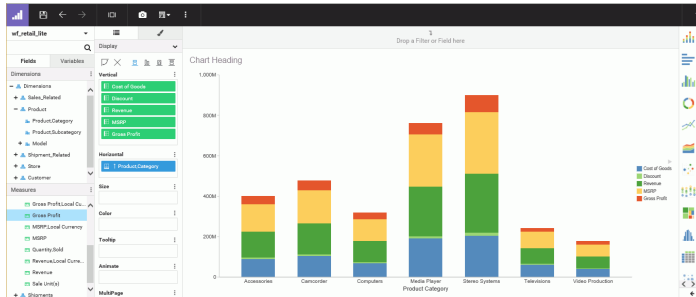 wf_retail_lite
Fields
Variables
Dimensions
Dimensions
Sales_Related
Product
Product,Category
Product,Subcategory
Model
Shipment_Related
Store
Customer
Measures
Gross Profit,Local Cu...
Gross Profit
MSRP,Local Currency
MSRP
Quantity,Sold
Revenue,Local Curre...
Revenue
Sale Unit(s)
Shipments
Display
Vertical
Cost of Goods
Discount
Revenue
MSRP
Gross Profit
Horizontal
Product,Category
Size
Color
Tooltip
Animate
MultiPage
Drop a Filter or Field here
Chart Heading
1,000M
800M
600M
400M
200M
0
Accessories
Camcorder
Computers
Media Player
Stereo Systems
Televisions
Video Production
Product Category
Cost of Goods
Discount
Revenue
MSRP
Gross Profit